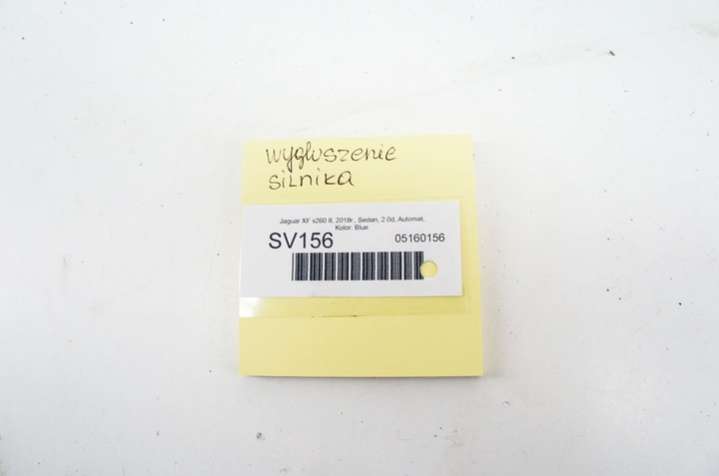 wygłuszenie
silnika
Jaguar XF x260 II, 2018r., Sedan, 2.0d, Automat,
Kolor: Blue
SV156 05160156